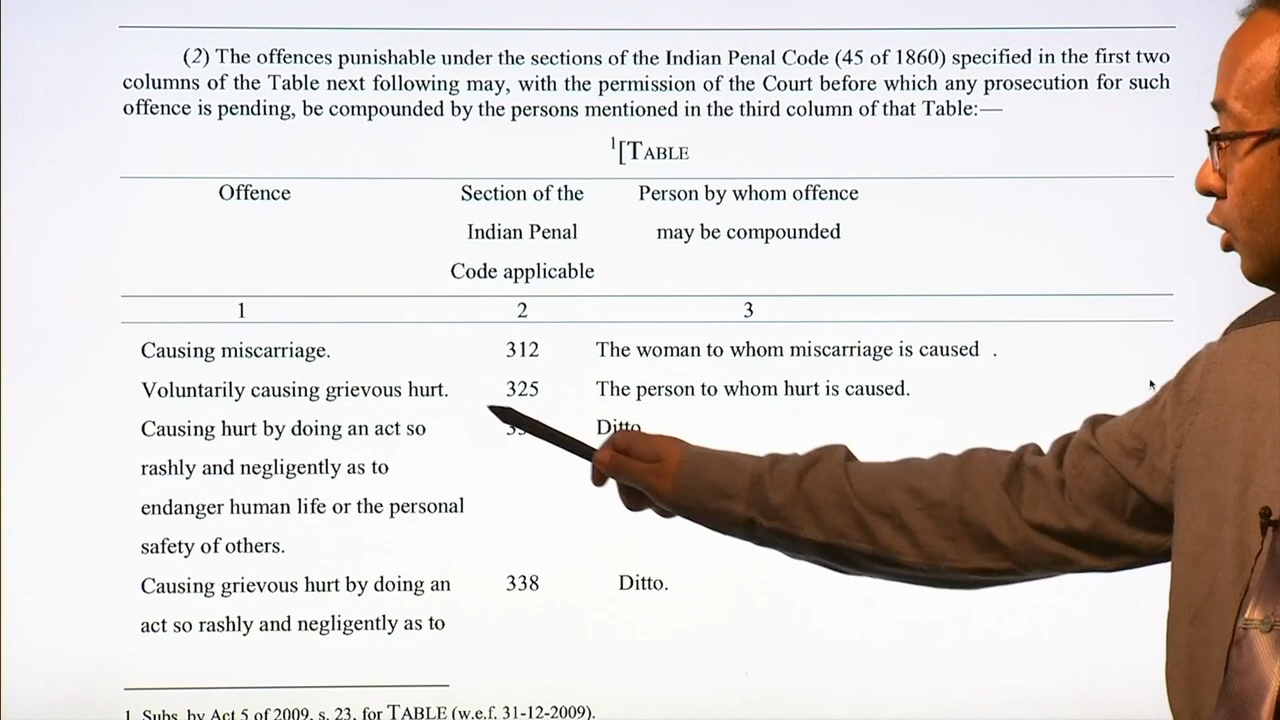 (2) The offences punishable under the sections of the Indian Penal Code (45 of 1860) specified in the first two
columns of the Table next following may, with the permission of the Court before which any prosecution for such
offence is pending, be compounded by the persons mentioned in the third column of that Table:—
1[TABLE
Offence Section of the Person by whom offence
Indian Penal may be compounded
Code applicable
1 2 3
Causing miscarriage. 312 The woman to whom miscarriage is caused .
Voluntarily causing grievous hurt. 325 The person to whom hurt is caused.
Causing hurt by doing an act so Ditto
rashly and negligently as to
endanger human life or the personal
safety of others.
Causing grievous hurt by doing an 338 Ditto.
act so rashly and negligently as to
1. Subs. by Act 5 of 2009, s. 23, for TABLE (w.e.f. 31-12-2009).